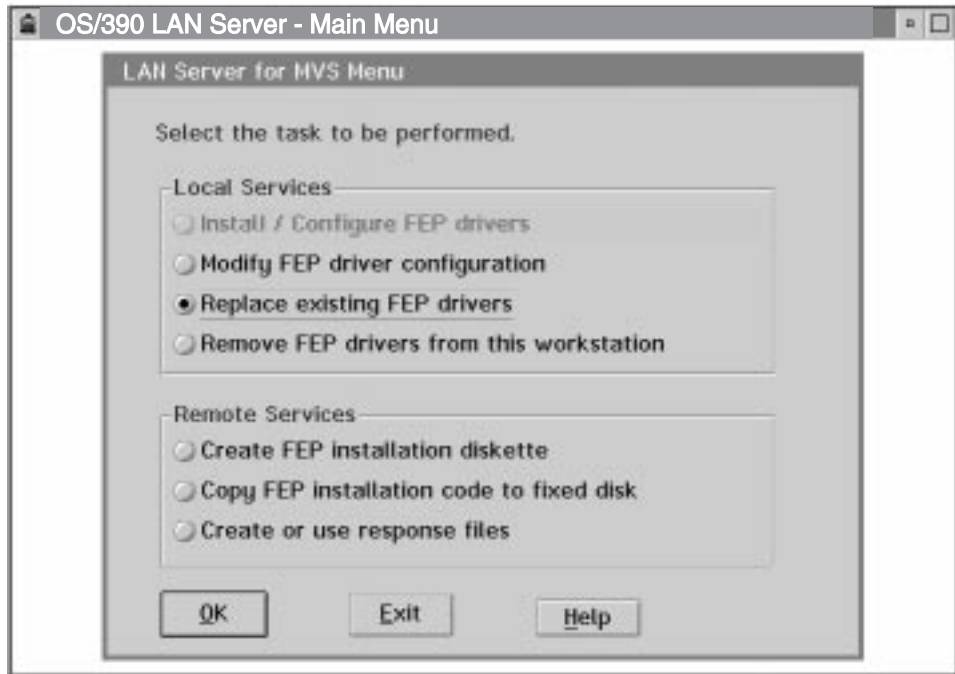 OS/390 LAN Server - Main Menu
LAN Server for MVS Menu
Select the task to be performed.
Local Services
Install / Configure FEP drivers
Modify FEP driver configuration
Replace existing FEP drivers
Remove FEP drivers from this workstation
Remote Services
Create FEP installation diskette
Copy FEP installation code to fixed disk
Create or use response files
OK
Exit
Help